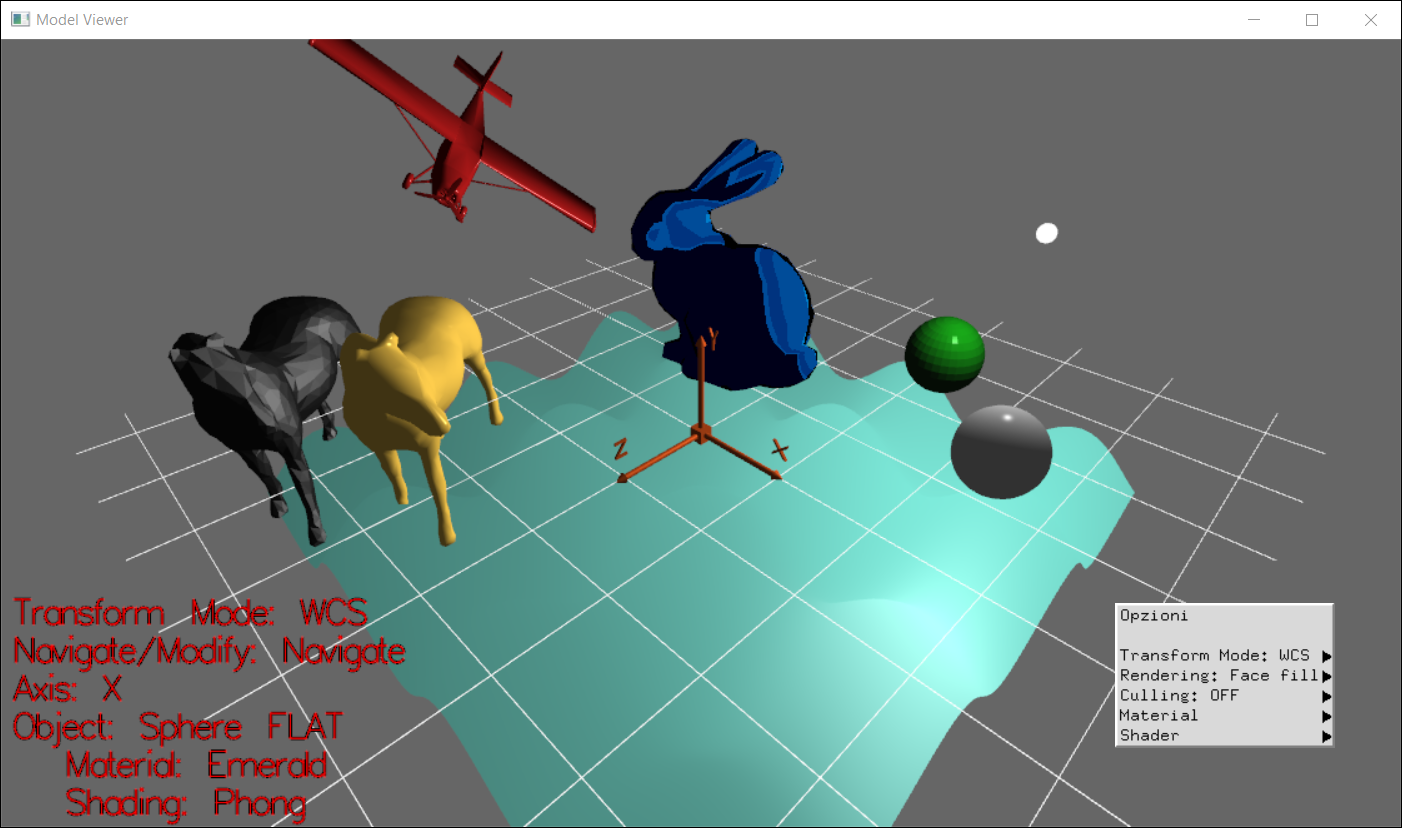 Model Viewer
Y
Z
X
Transform Mode: WCS
Navigate/Modify: Navigate
Axis: X
Object: Sphere FLAT
Material: Emerald
Shading: Phong
Opzioni
Transform Mode: WCS
Rendering: Face fill
Culling: OFF
Material
Shader